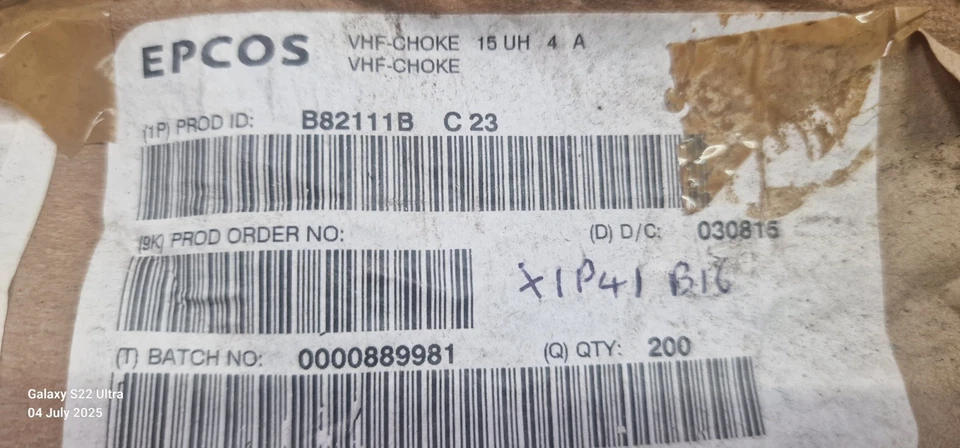 EPCOS VHF-CHOKE 15 UH 4 A
VHF-CHOKE
(1P) PROD ID: B82111B C 23
(9K) PROD ORDER NO: (D) D/C: 030815
X1P41 B16
(T) BATCH NO: 0000889981 (Q) QTY: 200
Galaxy S22 Ultra
04 July 2025